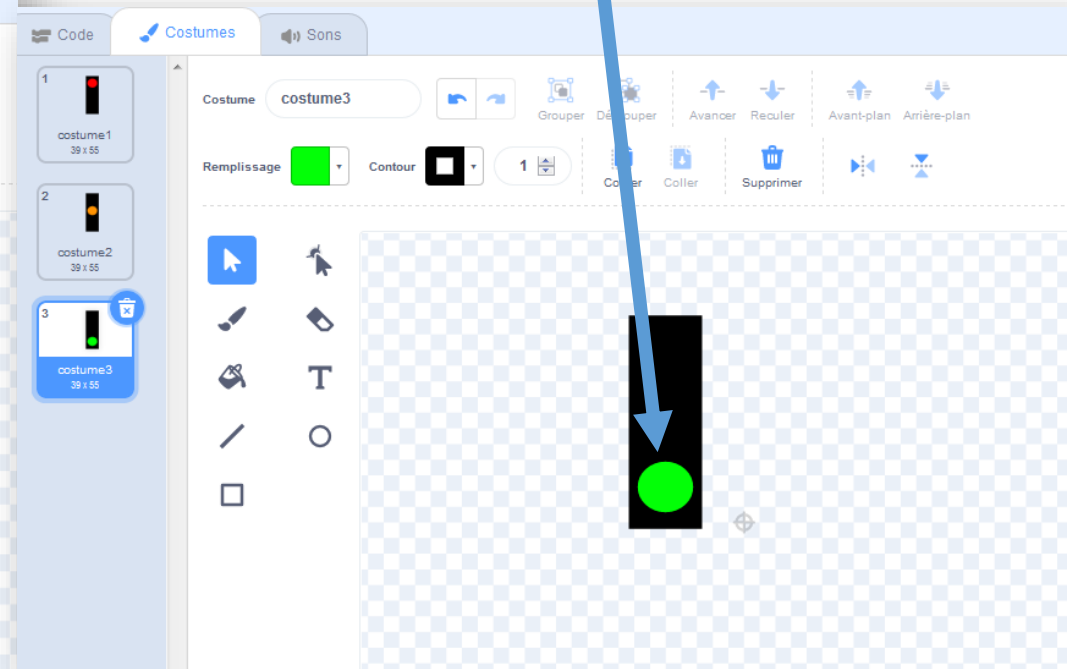 Code Costumes Sons
1
costume1
39 x 55
2
costume2
39 x 55
3
costume3
39 x 55
Costume costume3
Grouper Avancer Reculer Avant-plan Arrière-plan
Remplissage Contour 1
Coller Supprimer
T